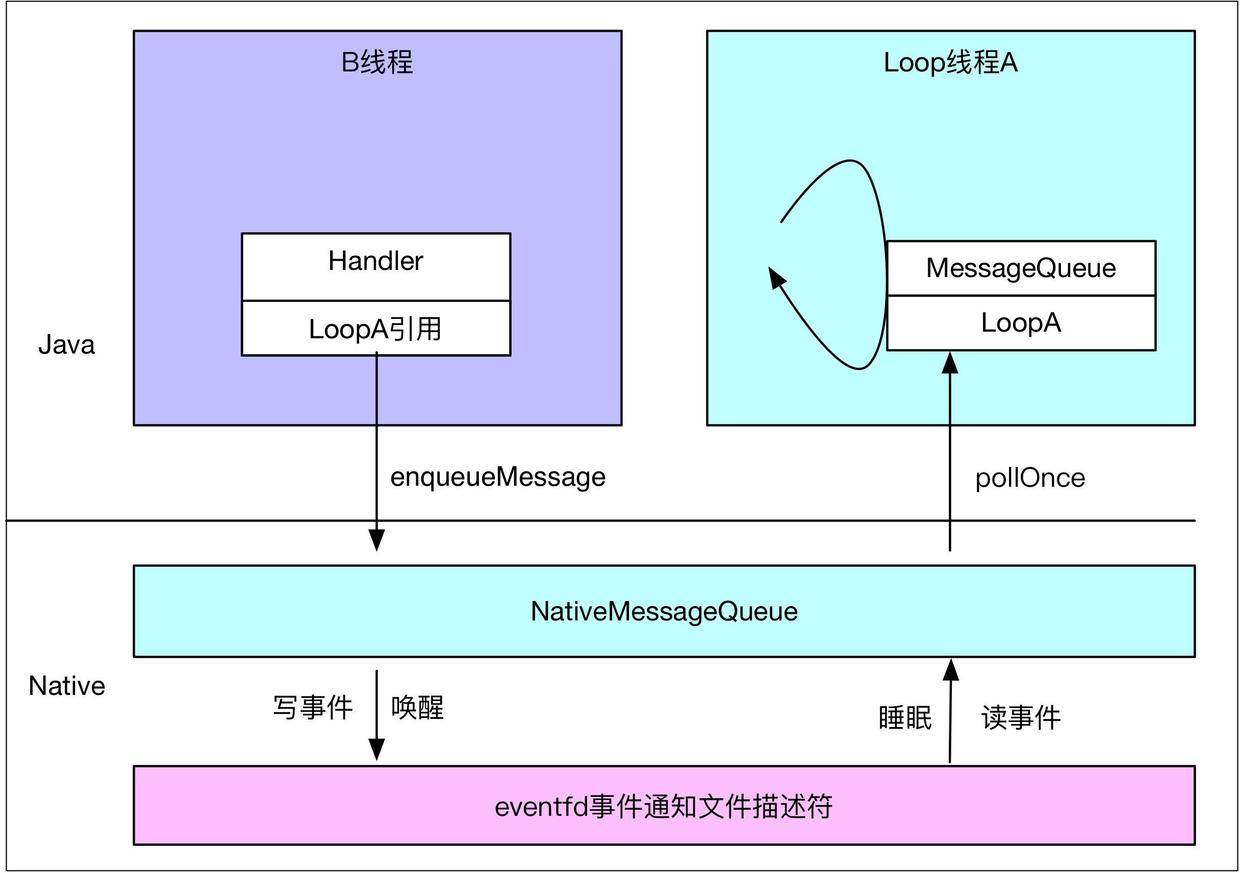 B线程
Loop线程A
Handler
LoopA引用
MessageQueue
LoopA
Java
enqueueMessage
pollOnce
NativeMessageQueue
Native
写事件 唤醒
睡眠 读事件
eventfd事件通知文件描述符